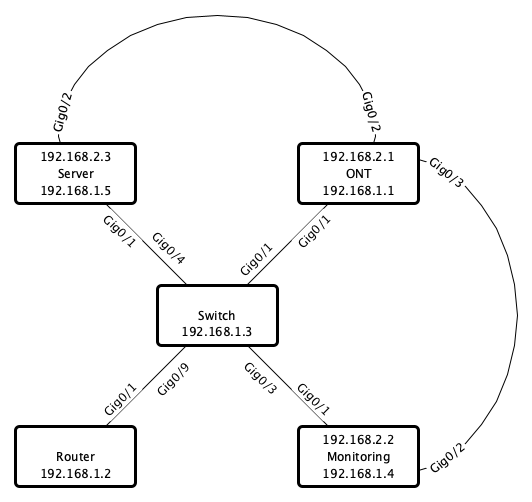 Gig0/2
Gig0/2
192.168.2.3
Server
192.168.1.5
192.168.2.1
ONT
192.168.1.1
Gig0/3
Gig0/1
Gig0/4
Gig0/1
Gig0/1
Switch
192.168.1.3
Gig0/1
Gig0/9
Gig0/3
Gig0/1
Router
192.168.1.2
192.168.2.2
Monitoring
192.168.1.4
Gig0/2